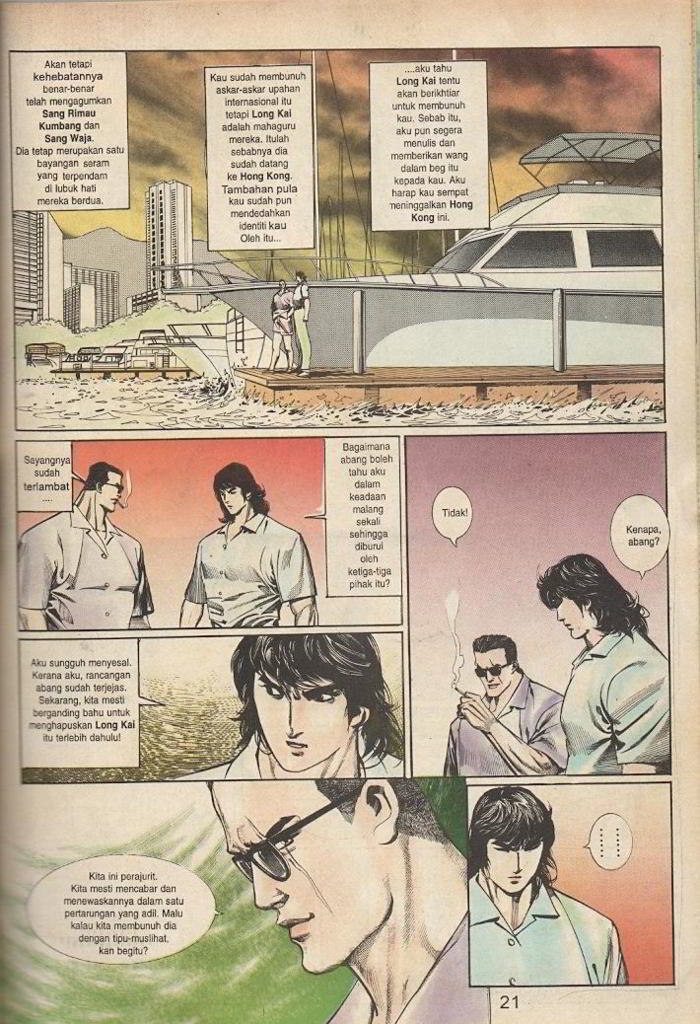 Akan tetapi
kehebatannya
benar-benar
telah mengagumkan
Sang Rimau
Kumbang dan
Sang Waja.
Dia tetap merupakan satu
bayangan seram
yang terpendam
di lubuk hati
mereka berdua.
Kau sudah membunuh
askar-askar upahan
internasional itu
tetapi Long Kai
adalah mahaguru
mereka. Itulah
sebabnya dia
sudah datang
ke Hong Kong.
Tambahan pula
kau sudah pun
mendedahkan
identiti kau
Oleh itu...
....aku tahu
Long Kai tentu
akan berikhtiar
untuk membunuh
kau. Sebab itu,
aku pun segera
menulis dan
memberikan wang
dalam beg itu
kepada kau. Aku
harap kau sempat
meninggalkan Hong
Kong ini.
Sayangnya
sudah
terlambat
....
Bagaimana
abang boleh
tahu aku
dalam
keadaan
malang
sekali
sehingga
diburui
oleh
ketiga-tiga
pihak itu?
Tidak!
Kenapa,
abang?
Aku sungguh menyesal.
Kerana aku, rancangan
abang sudah terjejas.
Sekarang, kita mesti
berganding bahu untuk
menghapuskan Long Kai
itu terlebih dahulu!
Kita ini perajurit.
Kita mesti mencabar dan
menewaskannya dalam satu
pertarungan yang adil. Malu
kalau kita membunuh dia
dengan tipu-muslihat,
kan begitu?
21